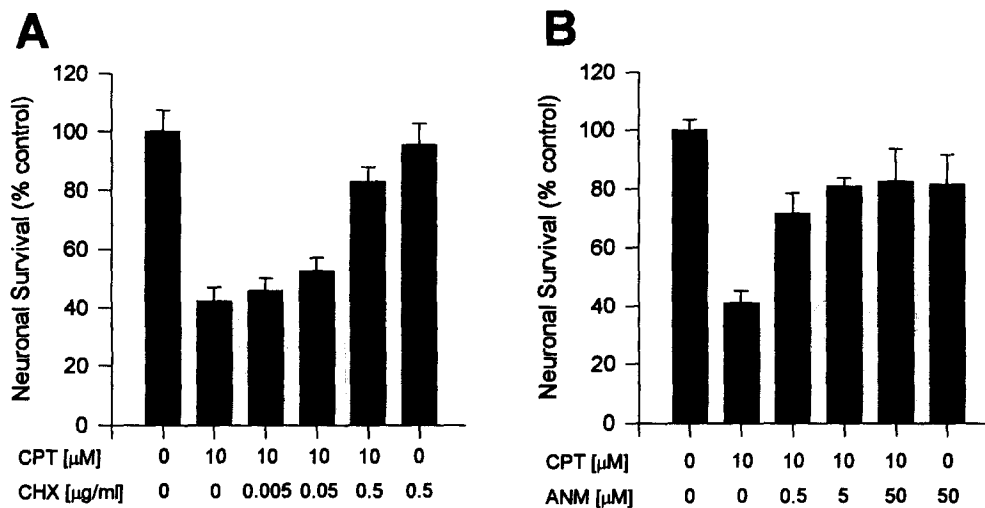 A
Neuronal Survival (% control)
120
100
80
60
40
20
0
CPT [μM] 0 10 10 10 10 0
CHX [μg/ml] 0 0 0.005 0.05 0.5 0.5
B
Neuronal Survival (% control)
120
100
80
60
40
20
0
CPT [μM] 0 10 10 10 10 0
ANM [μM] 0 0 0.5 5 50 50